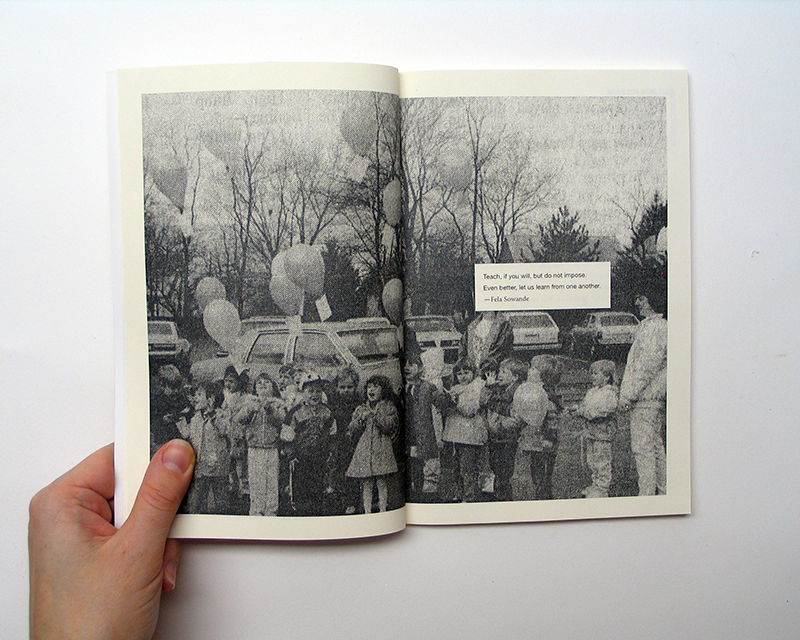 Teach, if you will, but do not impose.
Even better, let us learn from one another.
— Fela Sowande